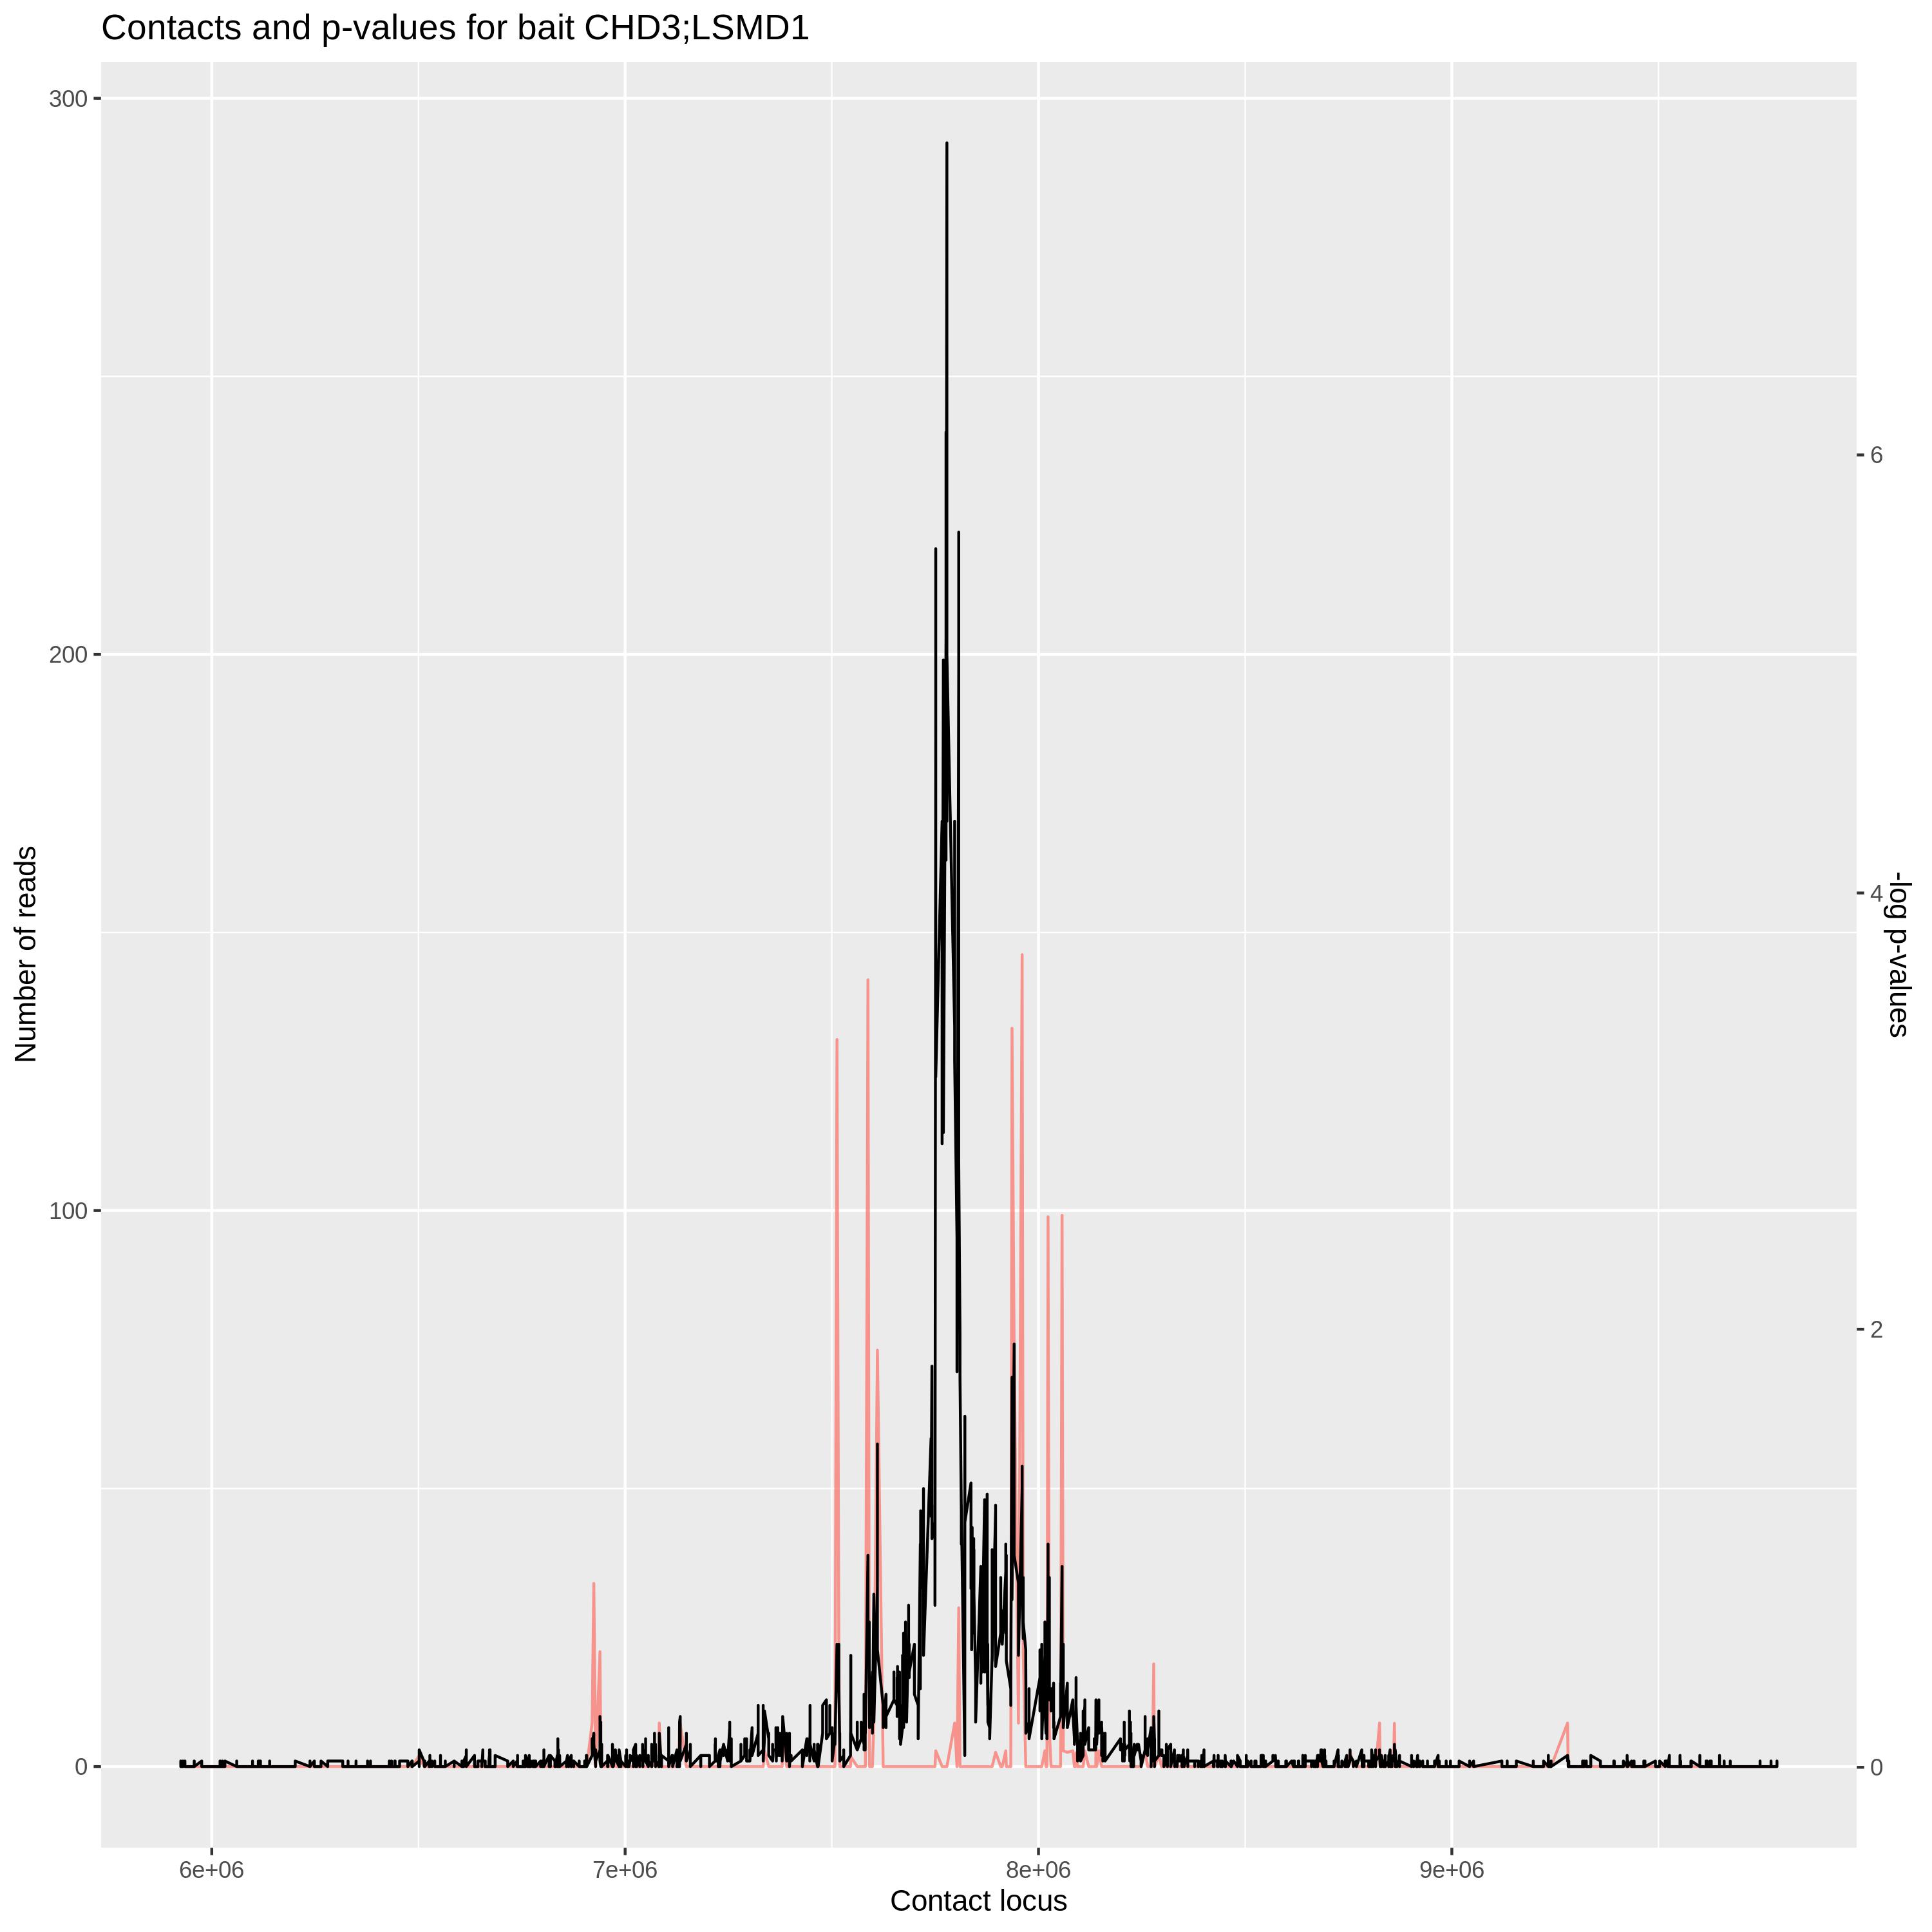 Contacts and p-values for bait CHD3;LSMD1
300
200
100
0
Number of reads
6
4
2
0
-log p-values
6e+06
7e+06
8e+06
9e+06
Contact locus